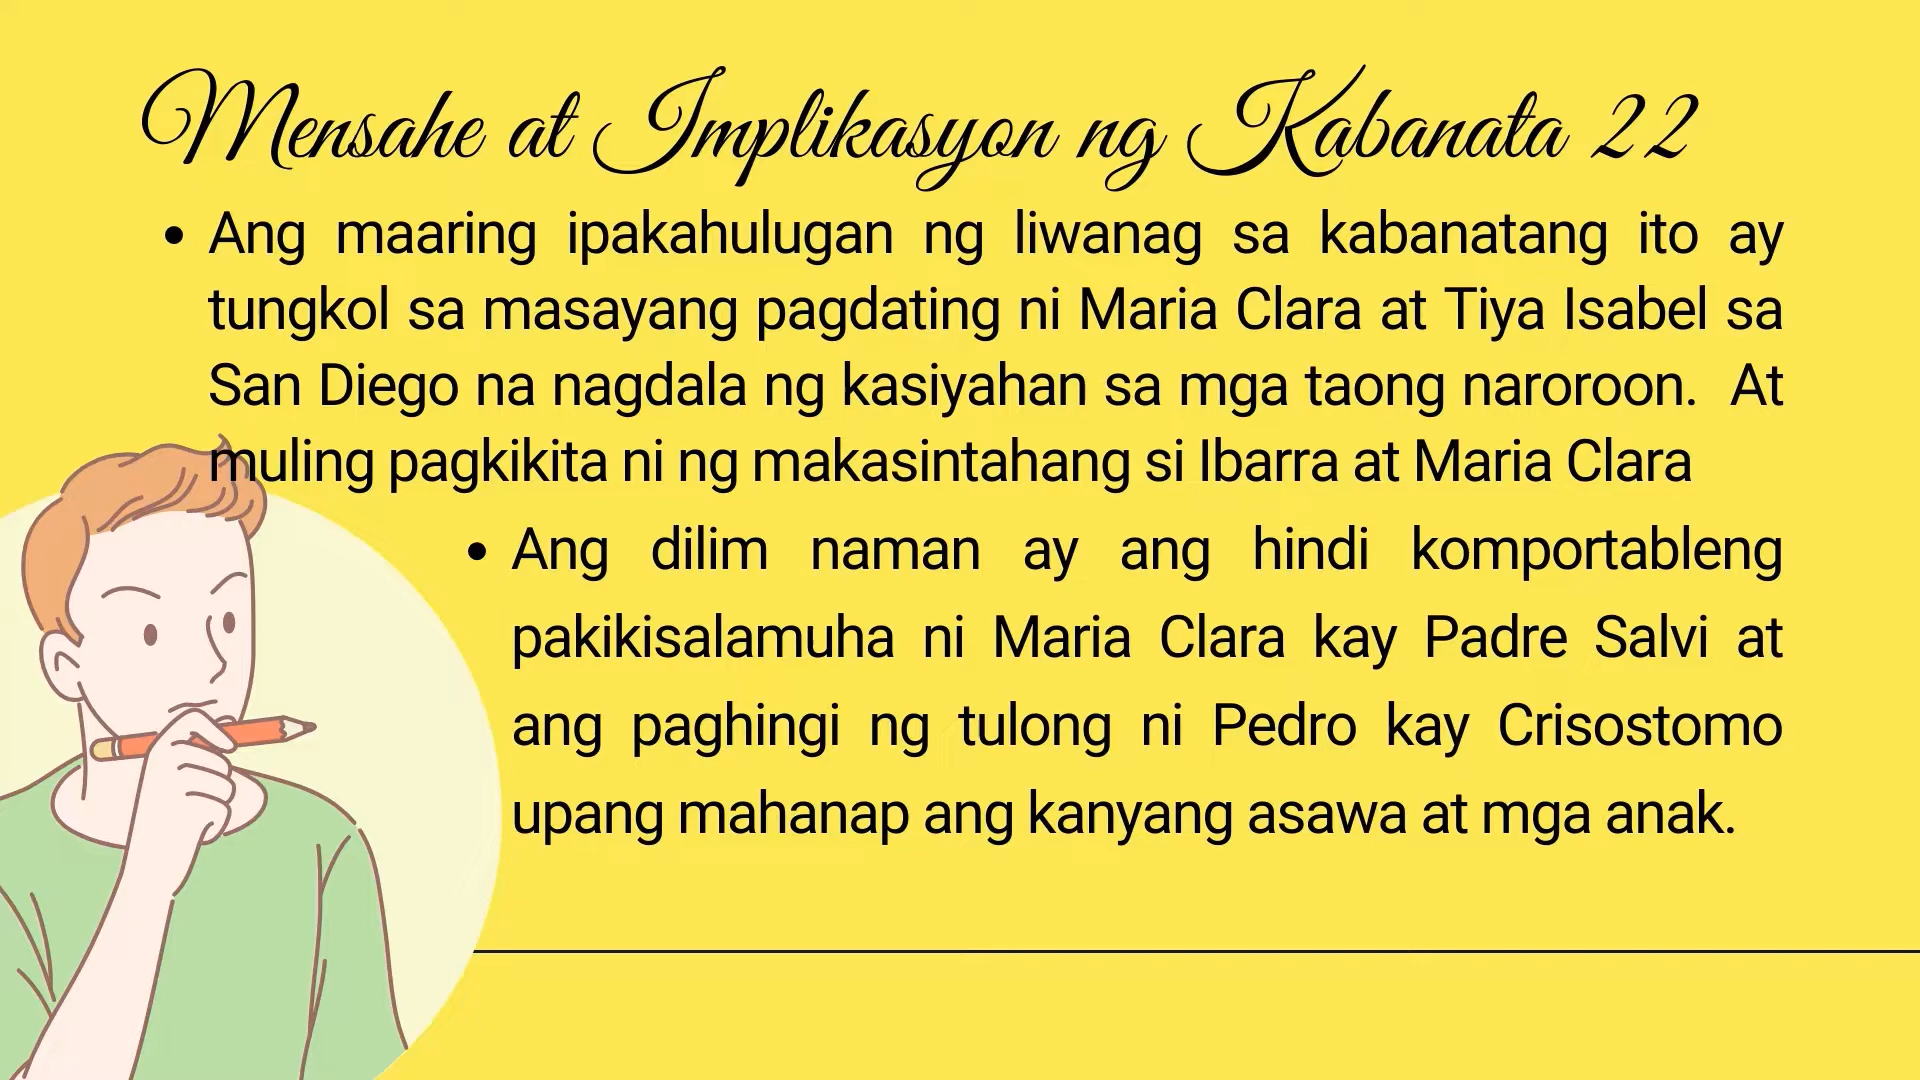 Mensahe at Implikasyon ng Kabanata 22
• Ang maaring ipakahulugan ng liwanag sa kabanatang ito ay
tungkol sa masayang pagdating ni Maria Clara at Tiya Isabel sa
San Diego na nagdala ng kasiyahan sa mga taong naroroon.  At
muling pagkikita ni ng makasintahang si Ibarra at Maria Clara
• Ang dilim naman ay ang hindi komportableng
pakikisalamuha ni Maria Clara kay Padre Salvi at
ang paghingi ng tulong ni Pedro kay Crisostomo
upang mahanap ang kanyang asawa at mga anak.